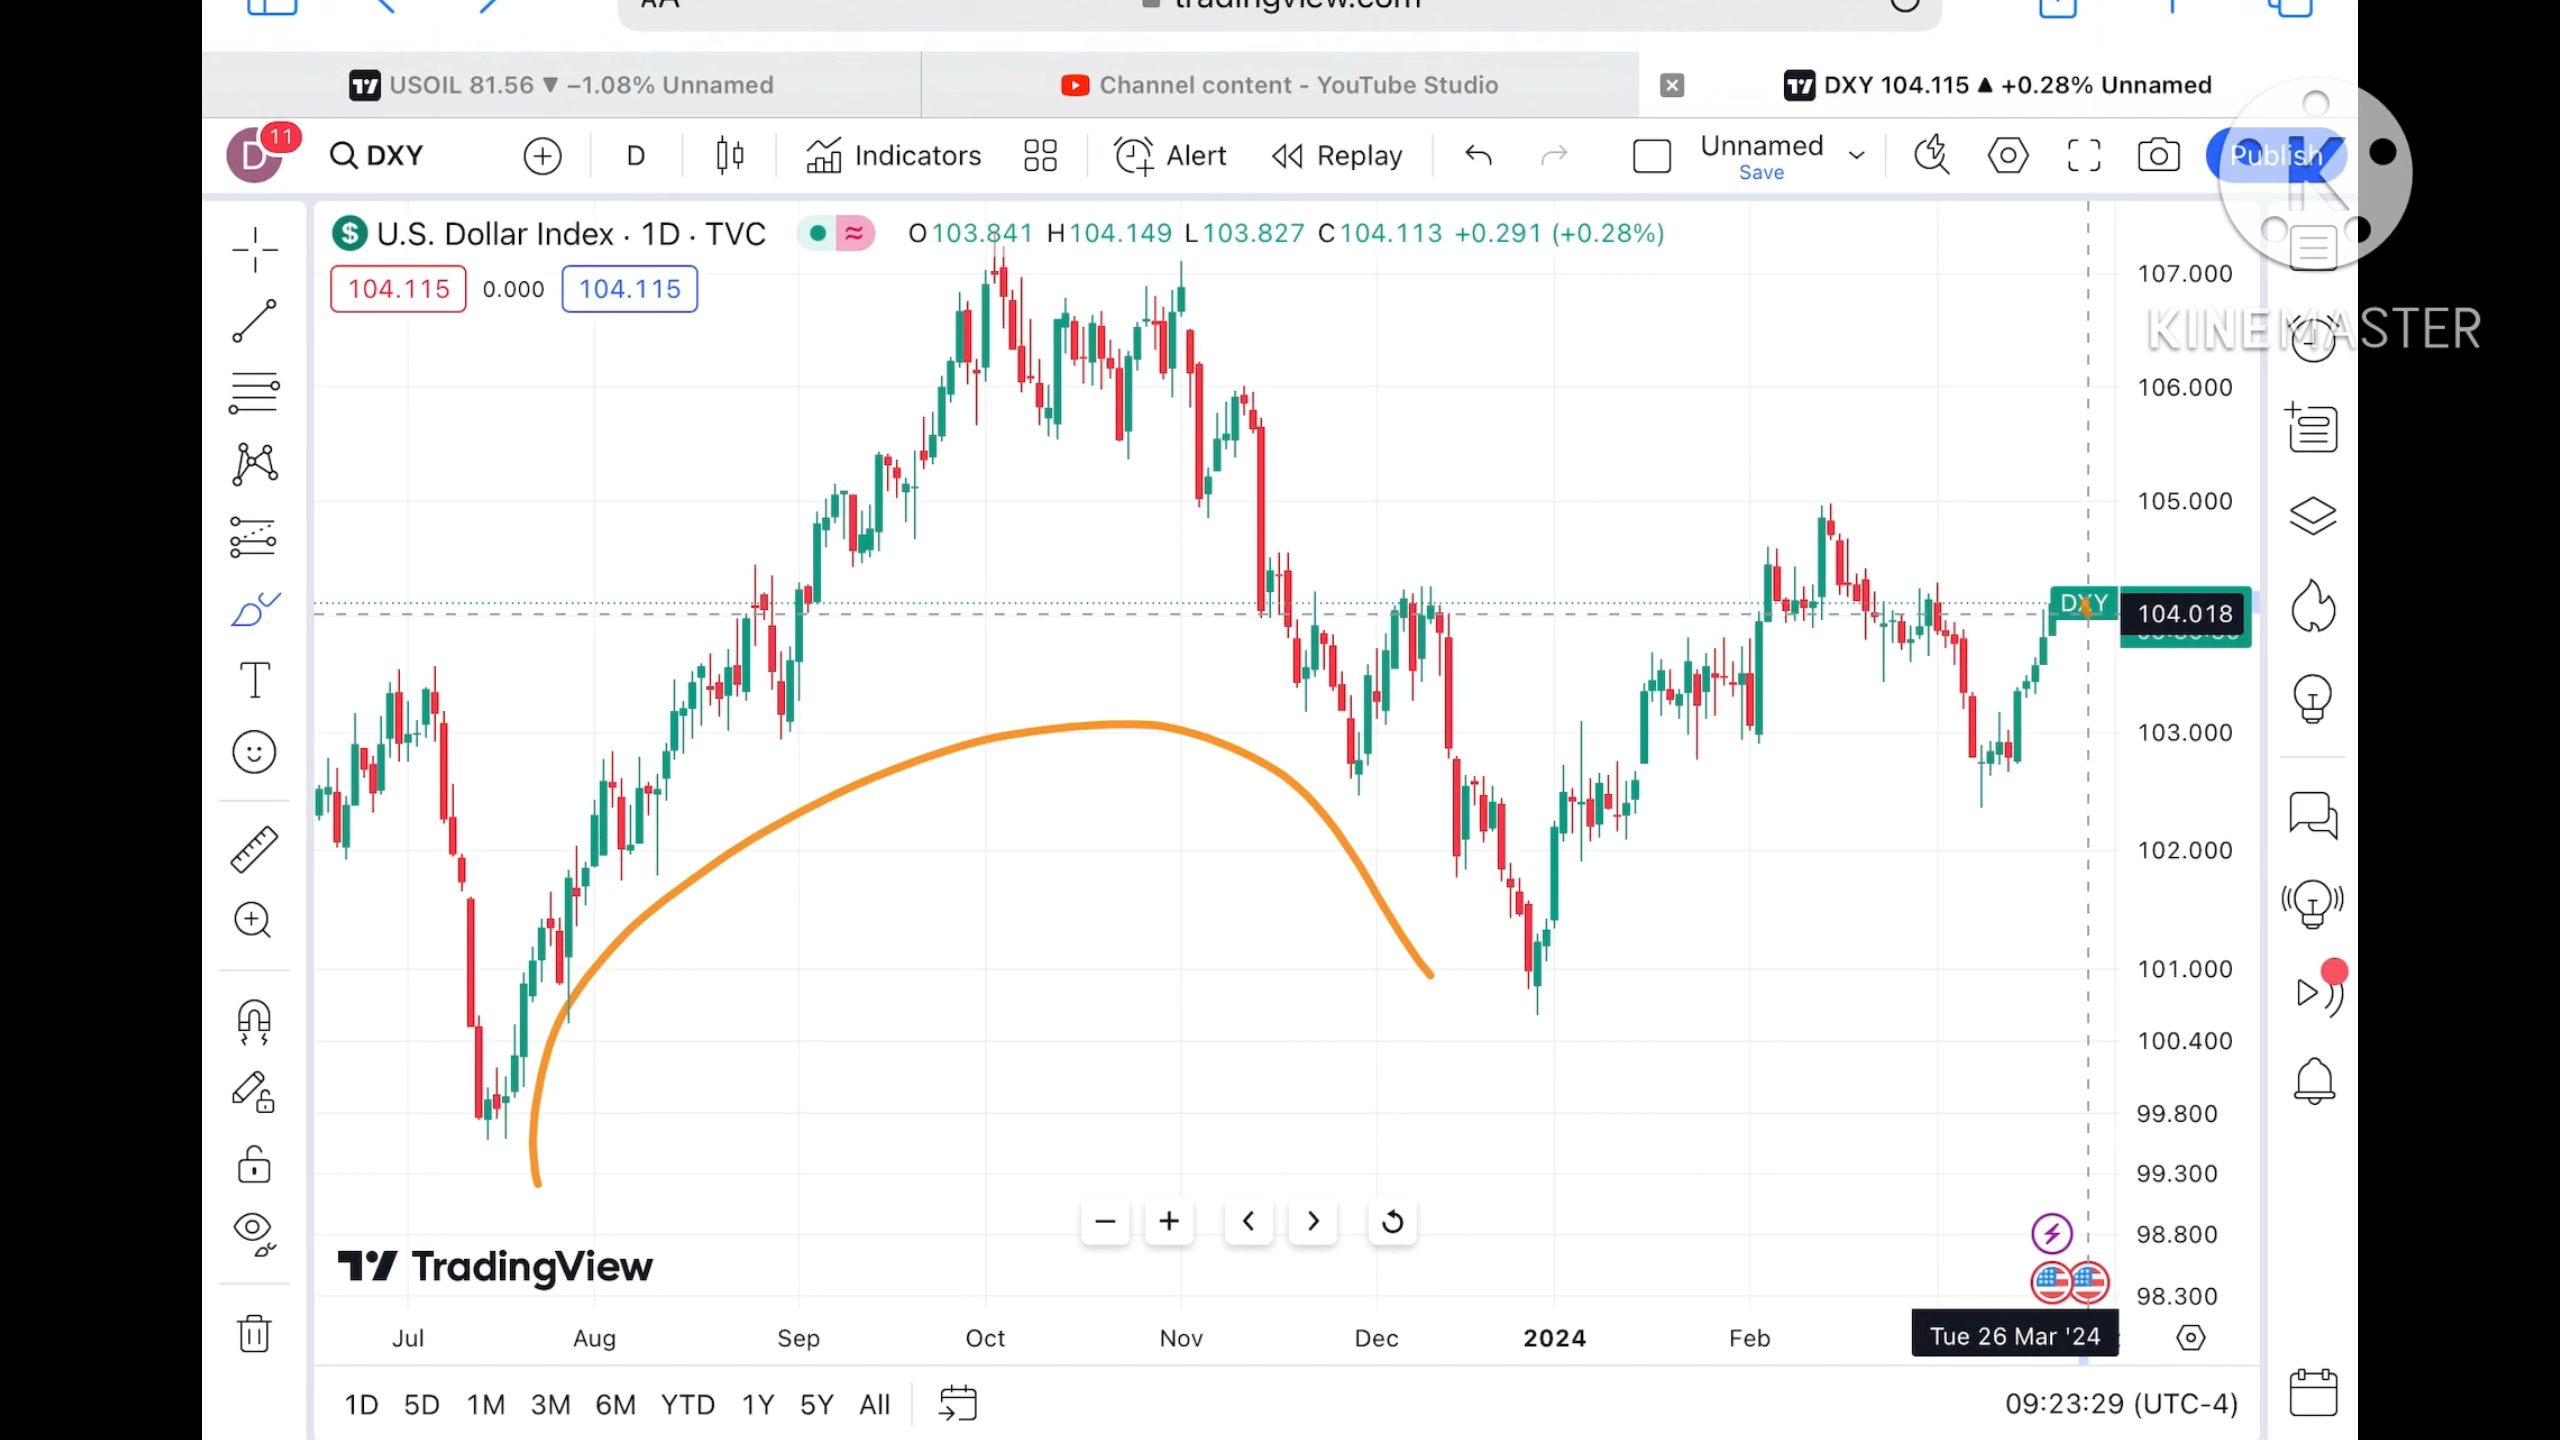 AA tradingview.com
USOIL 81.56 ▼ −1.08% Unnamed
Channel content - YouTube Studio
DXY 104.115 ▲ +0.28% Unnamed
D 11
DXY
D
Indicators
Alert
Replay
Unnamed
Save
Publish
K
KINEMASTER
$ U.S. Dollar Index · 1D · TVC
O103.841 H104.149 L103.827 C104.113 +0.291 (+0.28%)
104.115 0.000 104.115
107.000
106.000
105.000
DXY
104.018
103.000
102.000
101.000
100.400
99.800
99.300
98.800
98.300
TradingView
Jul Aug Sep Oct Nov Dec 2024 Feb Tue 26 Mar '24
1D 5D 1M 3M 6M YTD 1Y 5Y All
09:23:29 (UTC-4)